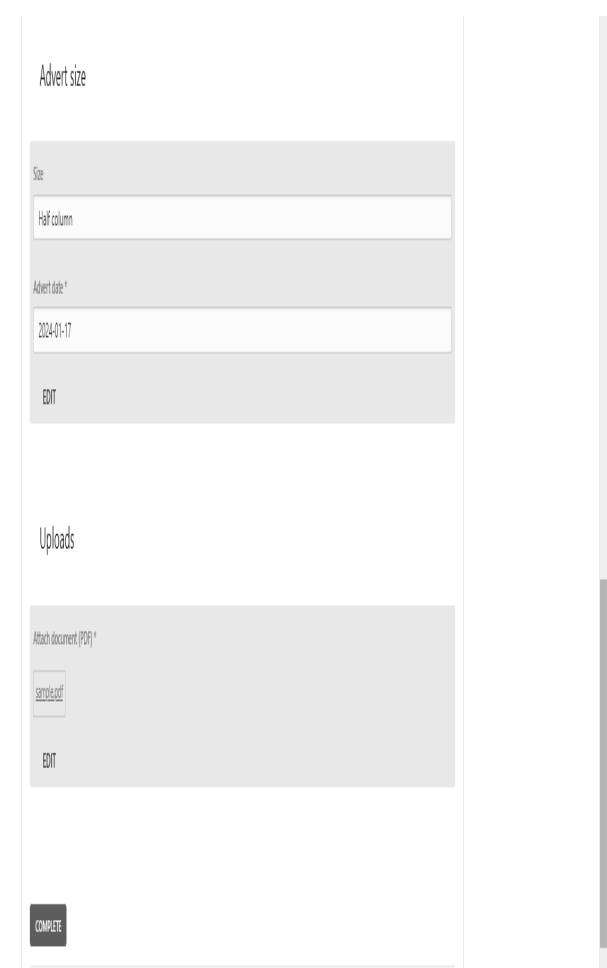 Advert size
Size
Half column
Advert date *
2024-01-17
EDIT
Uploads
Attach document (PDF) *
sample.pdf
EDIT
COMPLETE